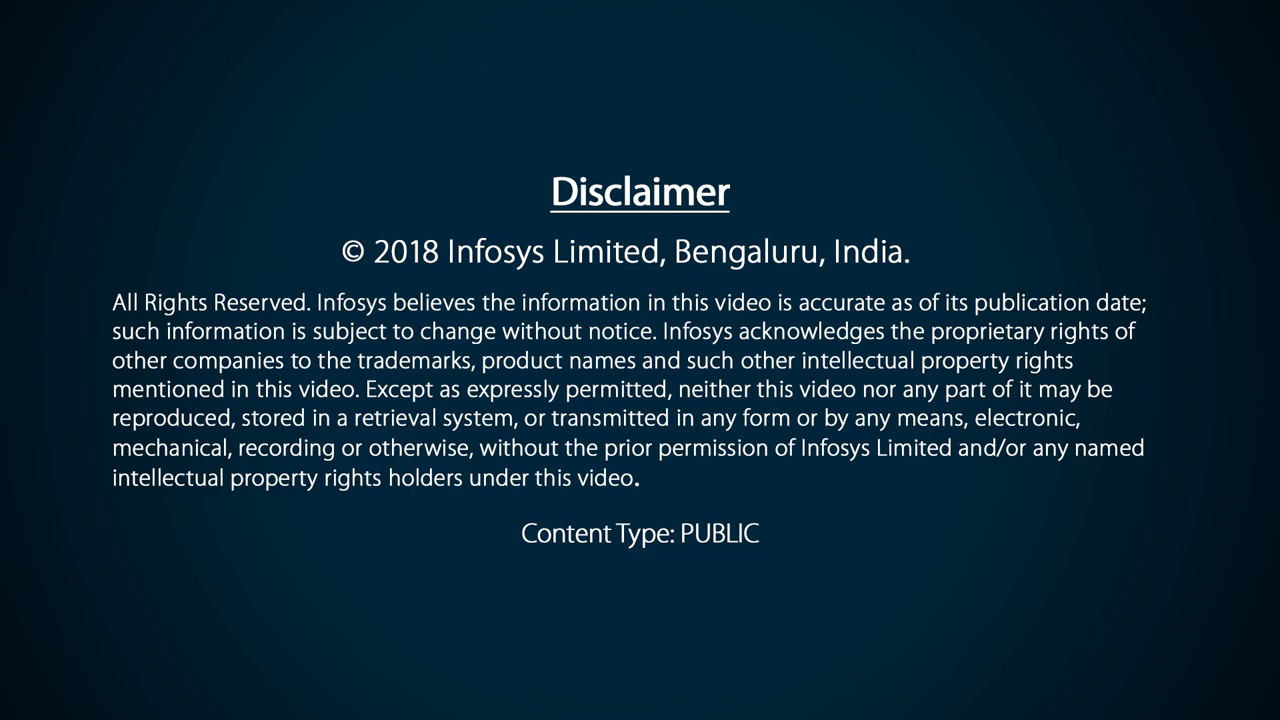 Disclaimer
© 2018 Infosys Limited, Bengaluru, India.
All Rights Reserved. Infosys believes the information in this video is accurate as of its publication date;
such information is subject to change without notice. Infosys acknowledges the proprietary rights of
other companies to the trademarks, product names and such other intellectual property rights
mentioned in this video. Except as expressly permitted, neither this video nor any part of it may be
reproduced, stored in a retrieval system, or transmitted in any form or by any means, electronic,
mechanical, recording or otherwise, without the prior permission of Infosys Limited and/or any named
intellectual property rights holders under this video.
Content Type: PUBLIC